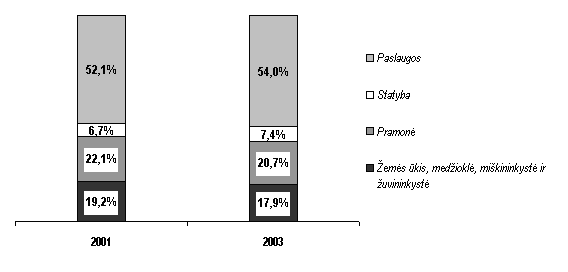 52,1%
54,0%
6,7%
7,4%
22,1%
20,7%
19,2%
17,9%
2001
2003
Paslaugos
Statyba
Pramonė
Žemės ūkis, medžioklė, miškininkystė ir
žuvininkystė